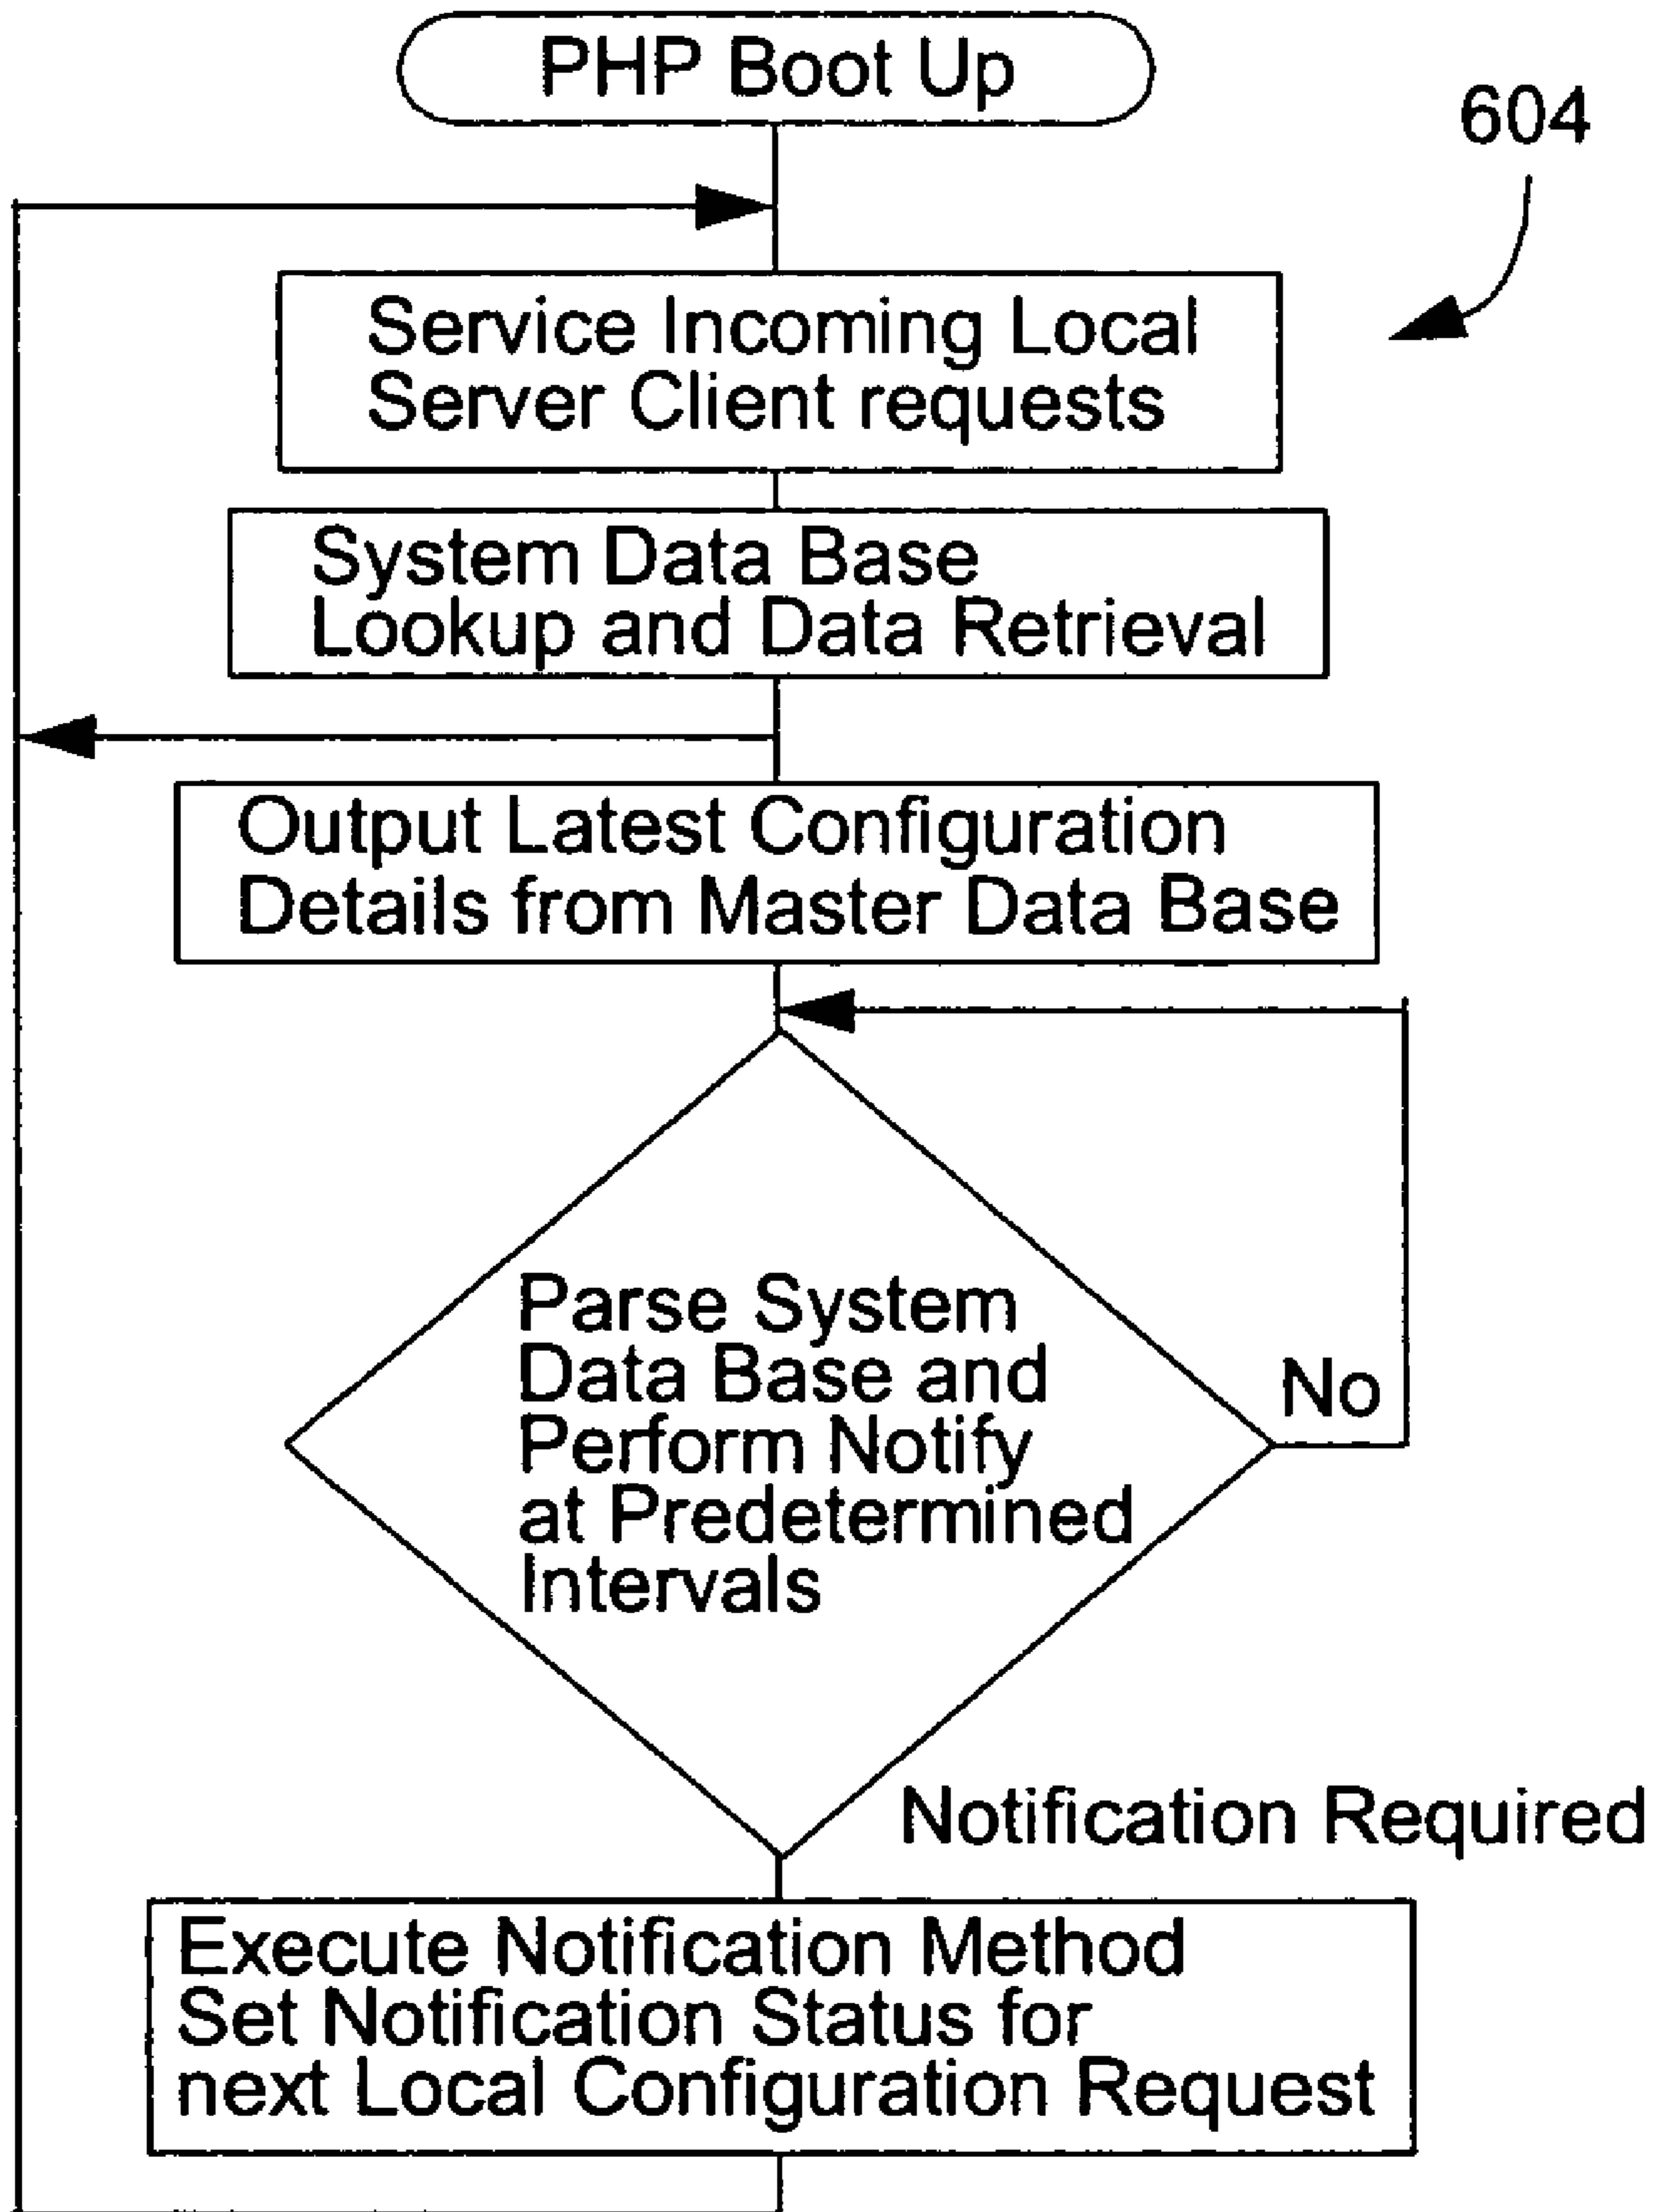 PHP Boot Up
604
Service Incoming Local
Server Client requests
System Data Base
Lookup and Data Retrieval
Output Latest Configuration
Details from Master Data Base
Parse System
Data Base and
Perform Notify
at Predetermined
Intervals
No
Notification Required
Execute Notification Method
Set Notification Status for
next Local Configuration Request